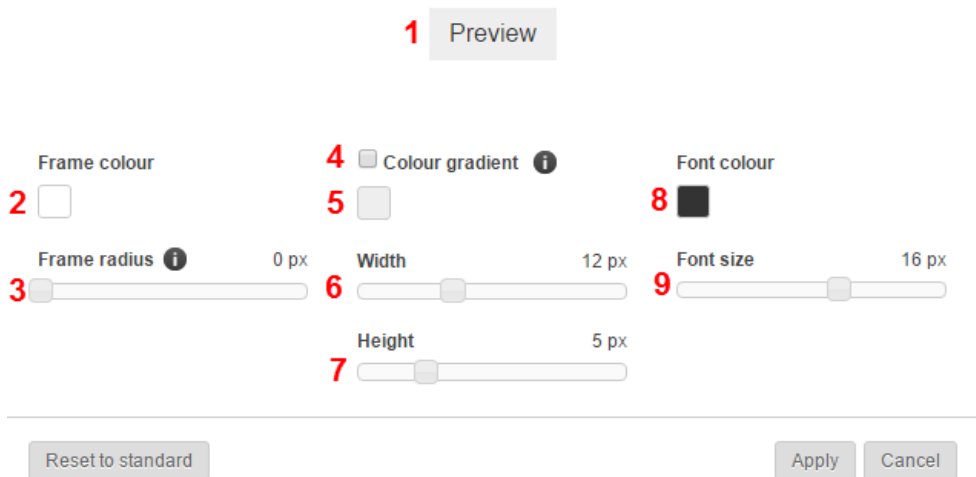 1 Preview
Frame colour
4 Colour gradient i
Font colour
2
5
8
Frame radius i 0 px
Width 12 px
Font size 16 px
3
6
9
Height 5 px
7
Reset to standard
Apply
Cancel